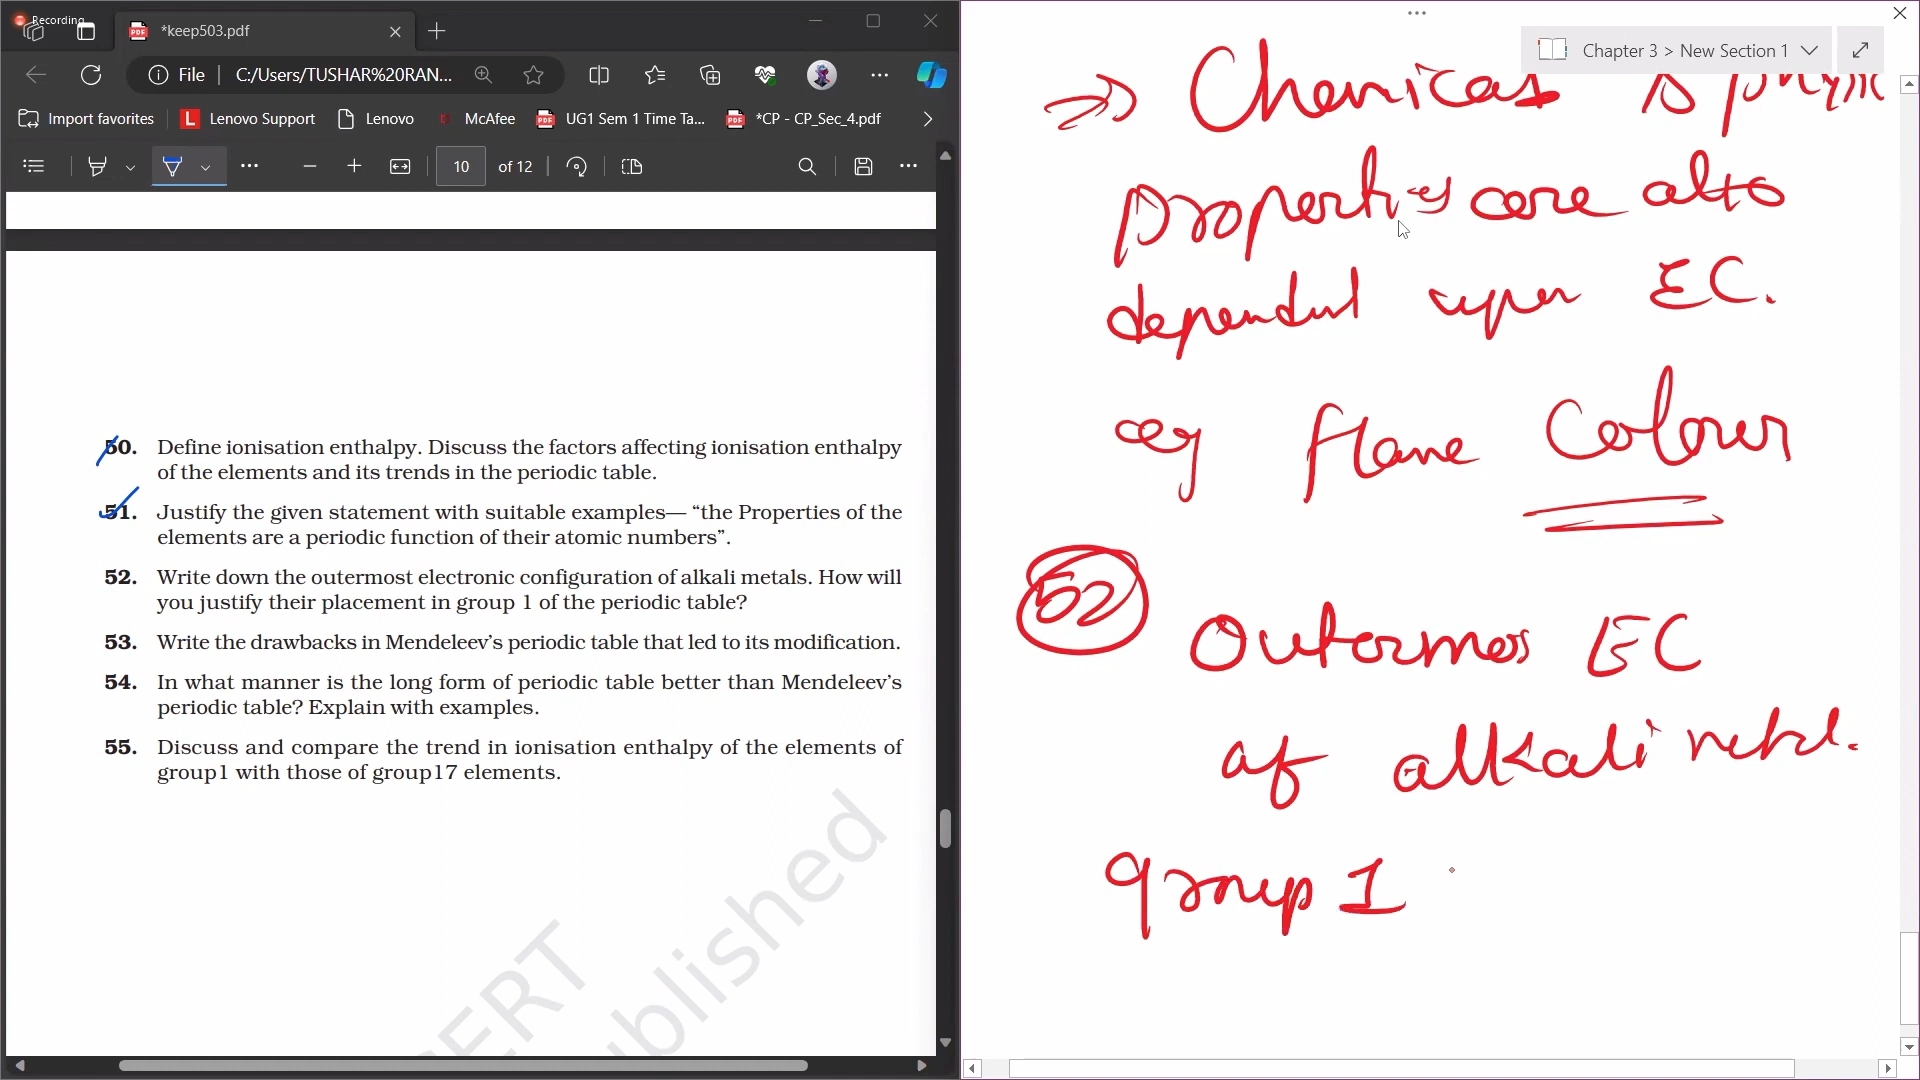 Recording
*keep503.pdf
File
C:/Users/TUSHAR%20RAN...
Import favorites
L Lenovo Support
Lenovo
McAfee
UG1 Sem 1 Time Ta...
*CP - CP_Sec_4.pdf
10 of 12
50. Define ionisation enthalpy. Discuss the factors affecting ionisation enthalpy
of the elements and its trends in the periodic table.
51. Justify the given statement with suitable examples— “the Properties of the
elements are a periodic function of their atomic numbers”.
52. Write down the outermost electronic configuration of alkali metals. How will
you justify their placement in group 1 of the periodic table?
53. Write the drawbacks in Mendeleev’s periodic table that led to its modification.
54. In what manner is the long form of periodic table better than Mendeleev’s
periodic table? Explain with examples.
55. Discuss and compare the trend in ionisation enthalpy of the elements of
group1 with those of group17 elements.
ERT
ublished
Chapter 3 > New Section 1
⇒ Chemical
properties are also
dependent upon EC.
eg flame Colour
52 Outermos EC
of alkali metal.
group 1